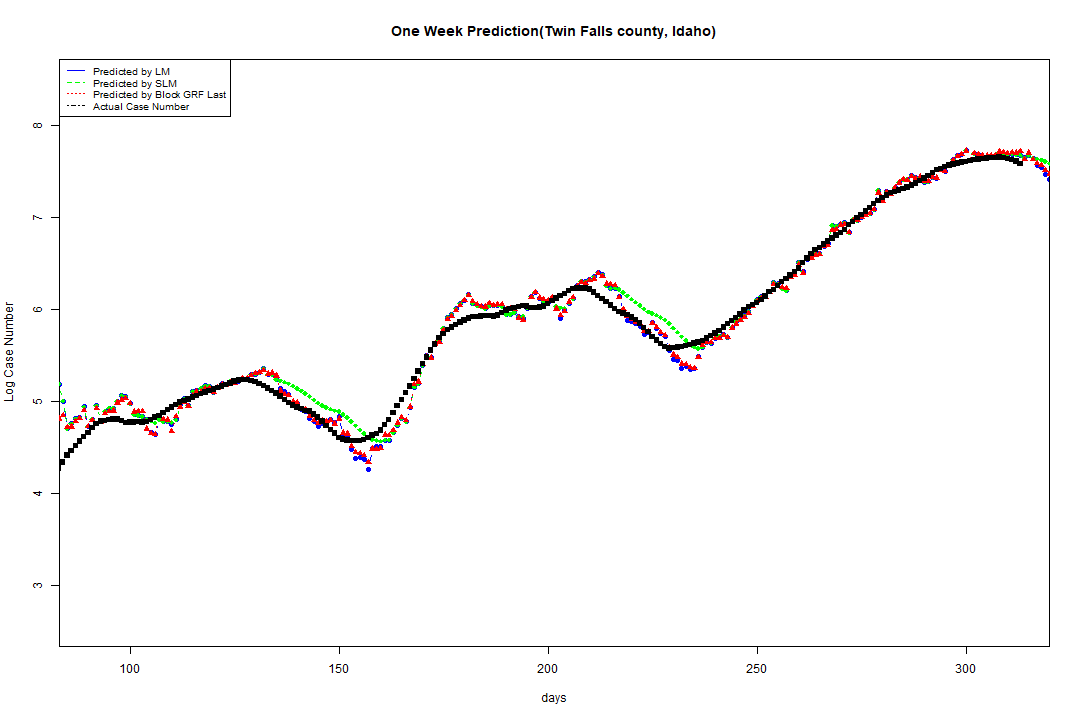 One Week Prediction(Twin Falls county, Idaho)
Predicted by LM
Predicted by SLM
Predicted by Block GRF Last
Actual Case Number
Log Case Number
8
7
6
5
4
3
100 150 200 250 300
days